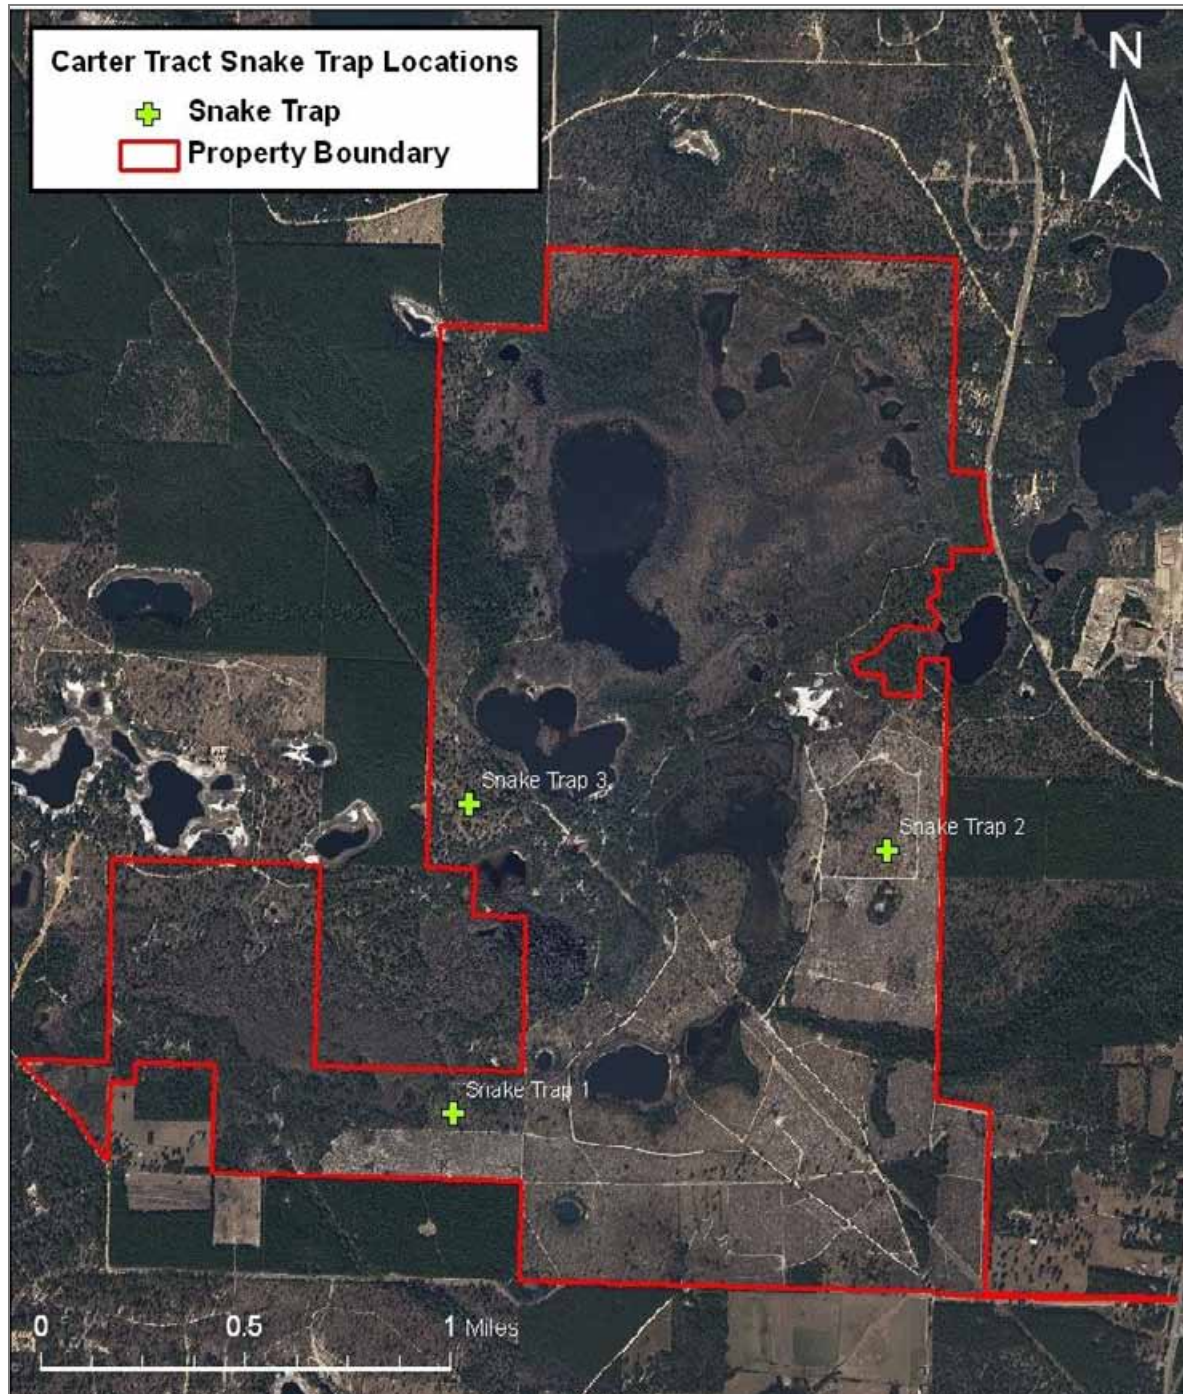 Carter Tract Snake Trap Locations
Snake Trap
Property Boundary
N
Snake Trap 3
Snake Trap 2
Snake Trap 1
0 0.5 1 Miles